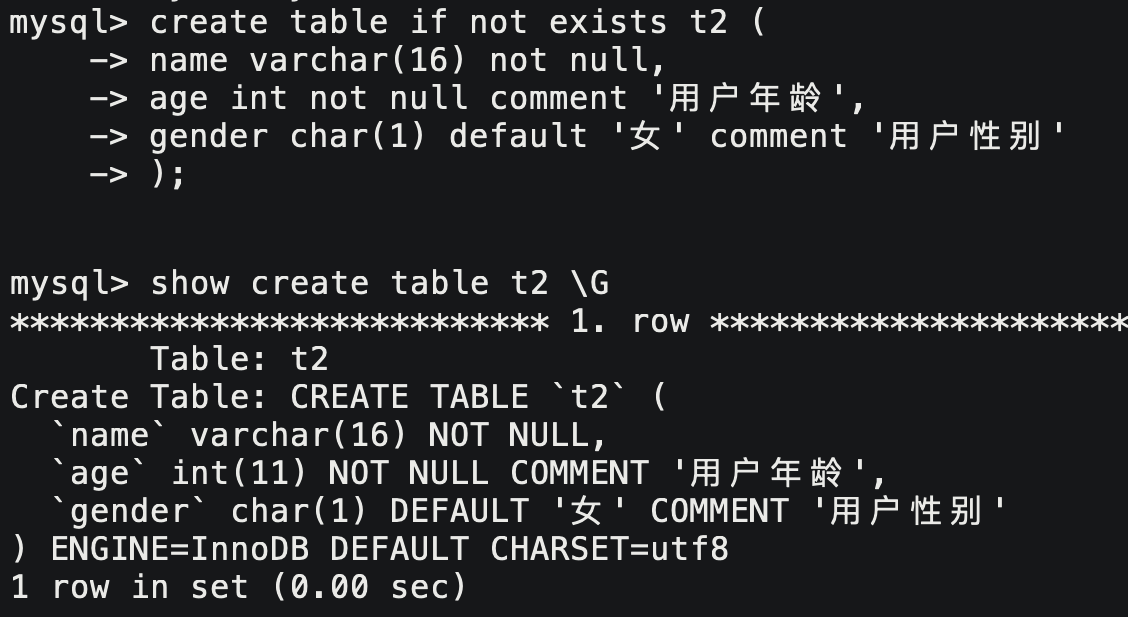 mysql> create table if not exists t2 (
    -> name varchar(16) not null,
    -> age int not null comment '用户年龄',
    -> gender char(1) default '女' comment '用户性别'
    -> );
mysql> show create table t2 \G
*************************** 1. row *********************
       Table: t2
Create Table: CREATE TABLE `t2` (
  `name` varchar(16) NOT NULL,
  `age` int(11) NOT NULL COMMENT '用户年龄',
  `gender` char(1) DEFAULT '女' COMMENT '用户性别'
) ENGINE=InnoDB DEFAULT CHARSET=utf8
1 row in set (0.00 sec)